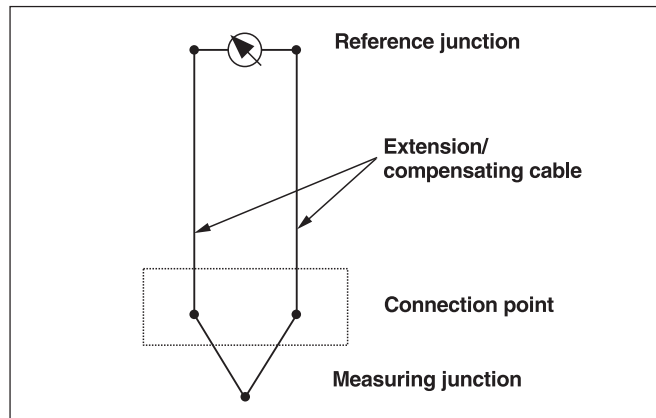 Reference junction
Extension/
compensating cable
Connection point
Measuring junction